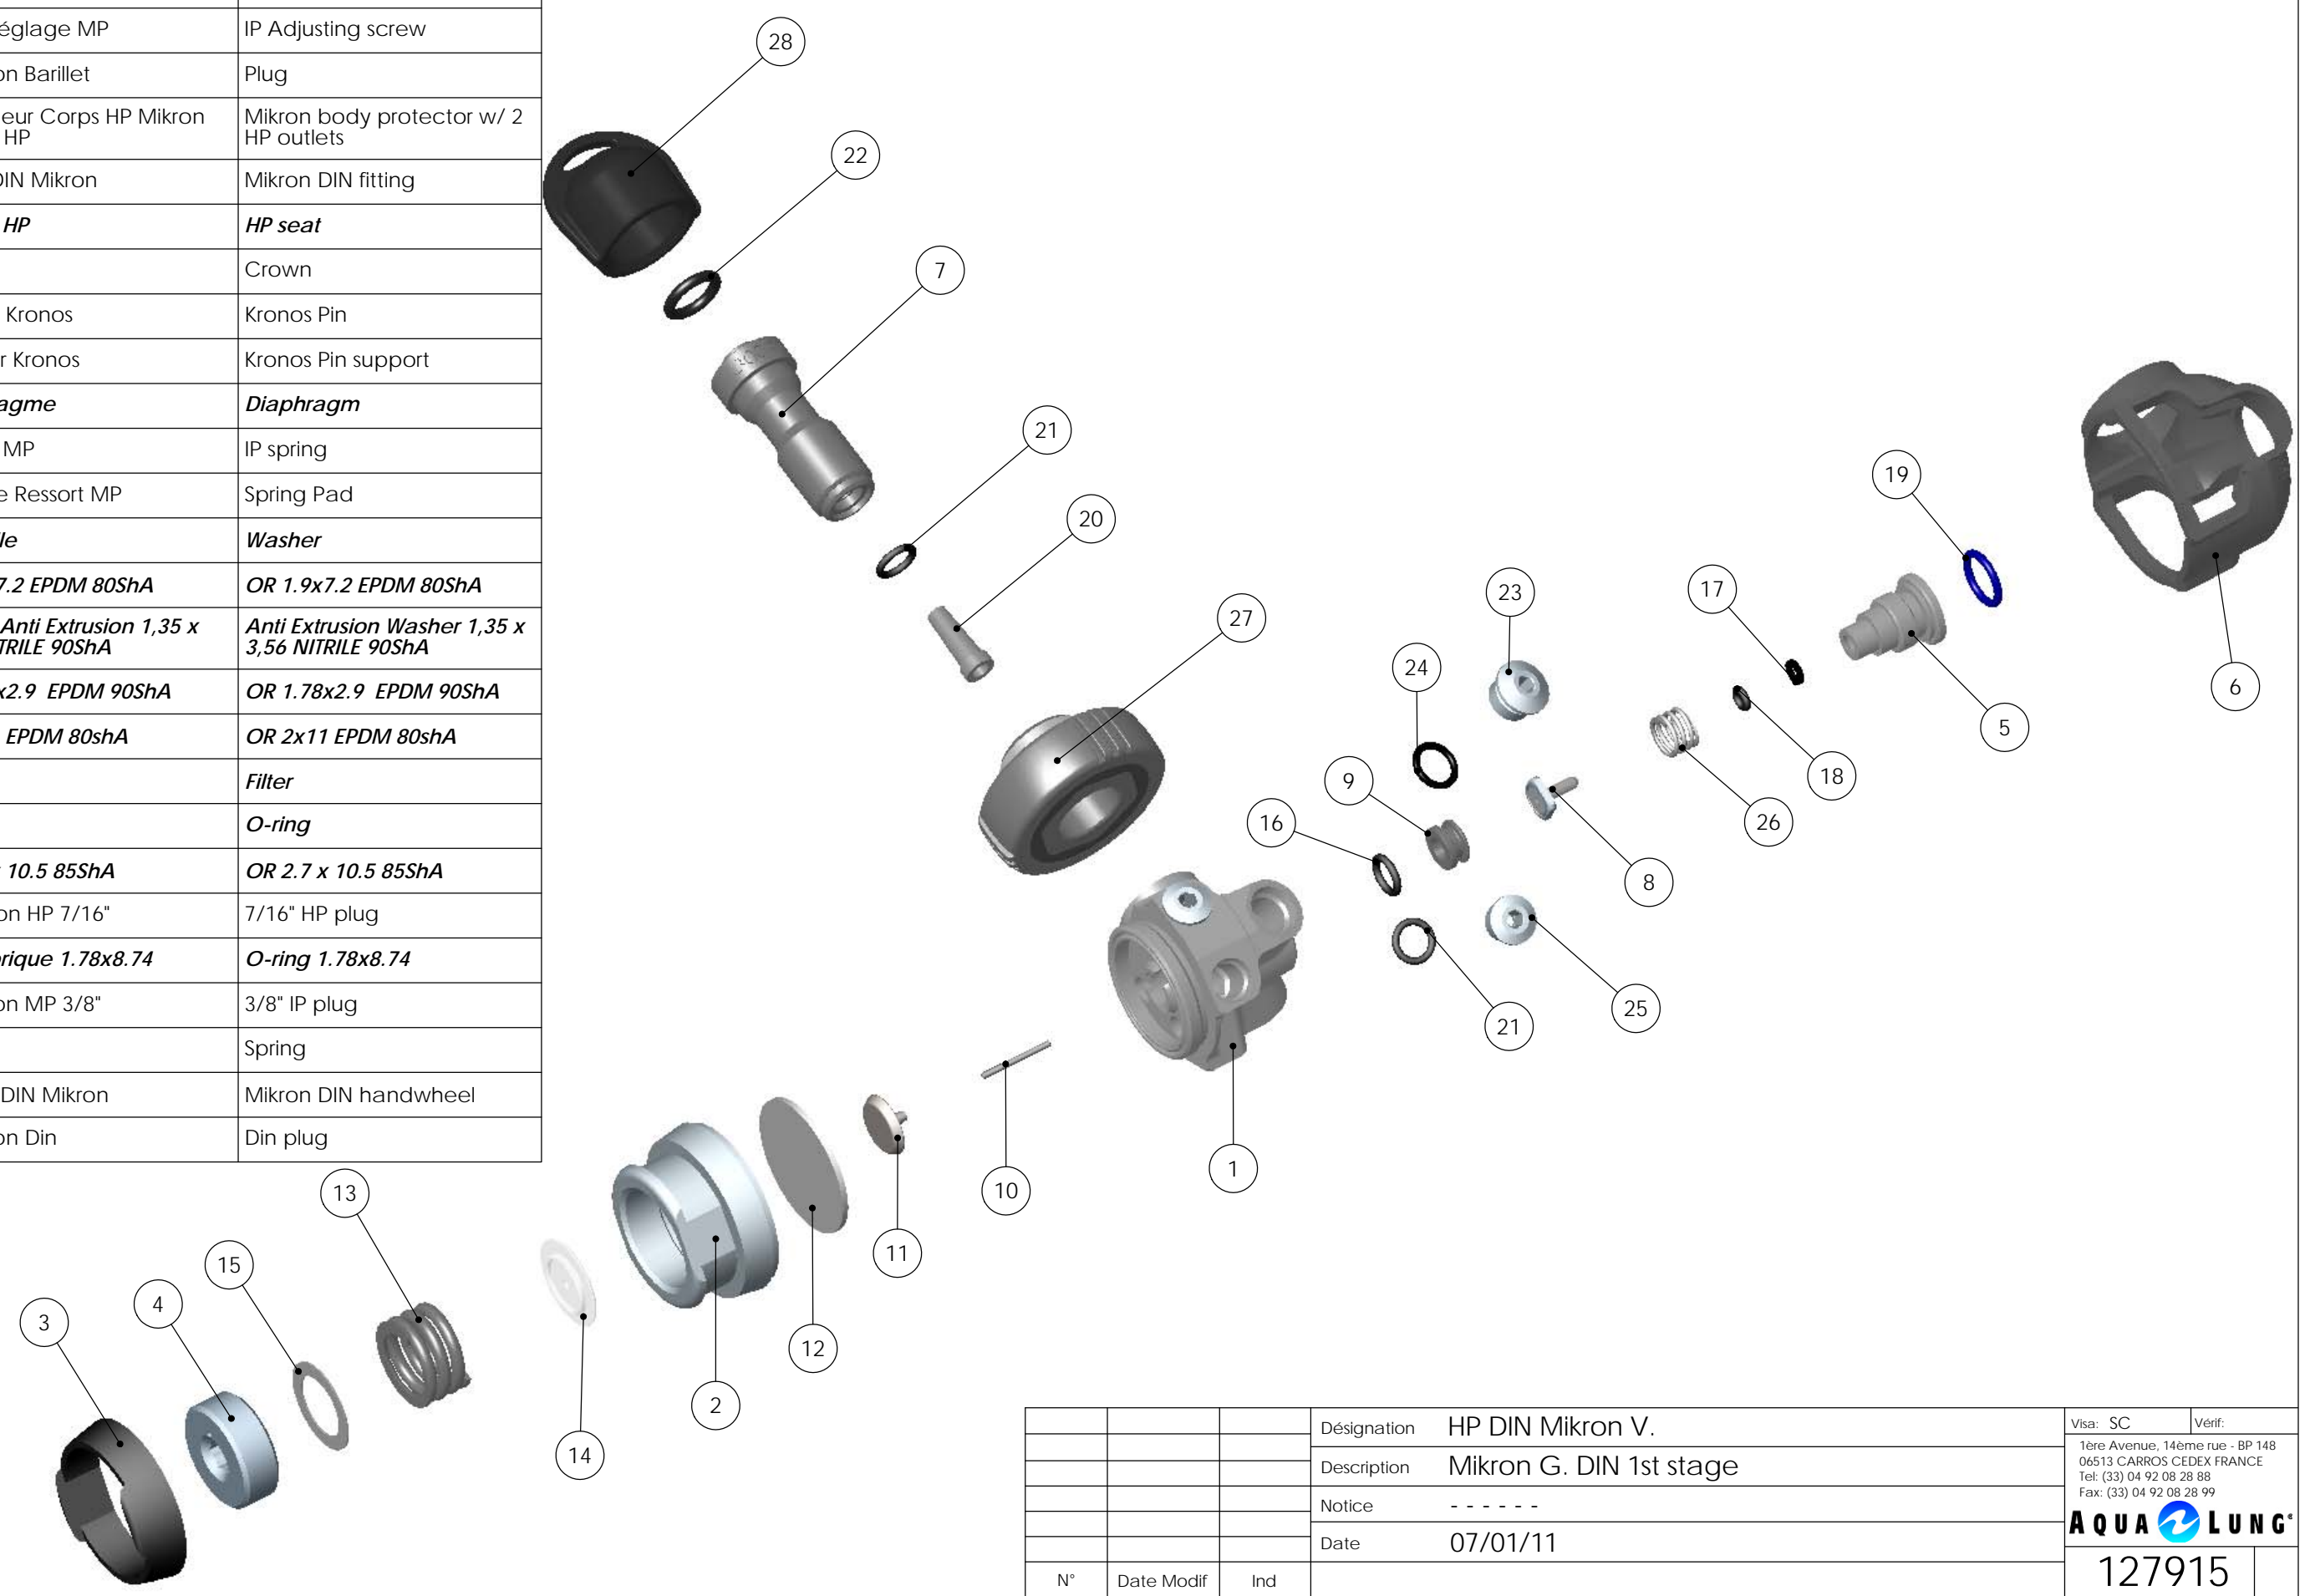 églage MP IP Adjusting screw
on Barillet Plug
eur Corps HP Mikron
HP
Mikron body protector w/ 2
HP outlets
DIN Mikron Mikron DIN fitting
HP HP seat
Crown
Kronos Kronos Pin
r Kronos Kronos Pin support
agme Diaphragm
MP IP spring
e Ressort MP Spring Pad
le Washer
7.2 EPDM 80ShA OR 1.9x7.2 EPDM 80ShA
Anti Extrusion 1,35 x
TRILE 90ShA
Anti Extrusion Washer 1,35 x
3,56 NITRILE 90ShA
x2.9 EPDM 90ShA OR 1.78x2.9 EPDM 90ShA
EPDM 80shA OR 2x11 EPDM 80shA
Filter
O-ring
10.5 85ShA OR 2.7 x 10.5 85ShA
on HP 7/16" 7/16" HP plug
rique 1.78x8.74 O-ring 1.78x8.74
on MP 3/8" 3/8" IP plug
Spring
DIN Mikron Mikron DIN handwheel
on Din Din plug
28
22
7
21
20
27
19
17
23
24
9
16
6
5
18
26
8
25
21
1
10
11
12
2
14
13
15
4
3
Désignation HP DIN Mikron V.
Description Mikron G. DIN 1st stage
Notice - - - - - -
Date 07/01/11
N° Date Modif Ind
Visa: SC Vérif:
1ère Avenue, 14ème rue - BP 148
06513 CARROS CEDEX FRANCE
Tel: (33) 04 92 08 28 88
Fax: (33) 04 92 08 28 99
AQUA LUNG
127915